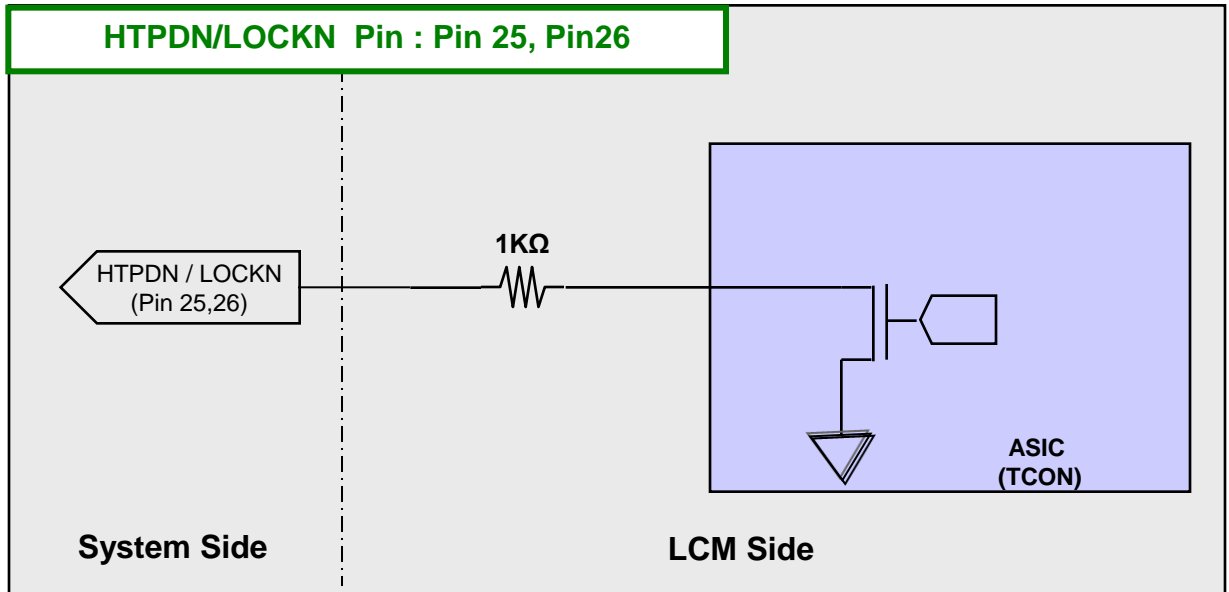 HTPDN/LOCKN Pin : Pin 25, Pin26
1KΩ
HTPDN / LOCKN
(Pin 25,26)
ASIC
(TCON)
System Side
LCM Side